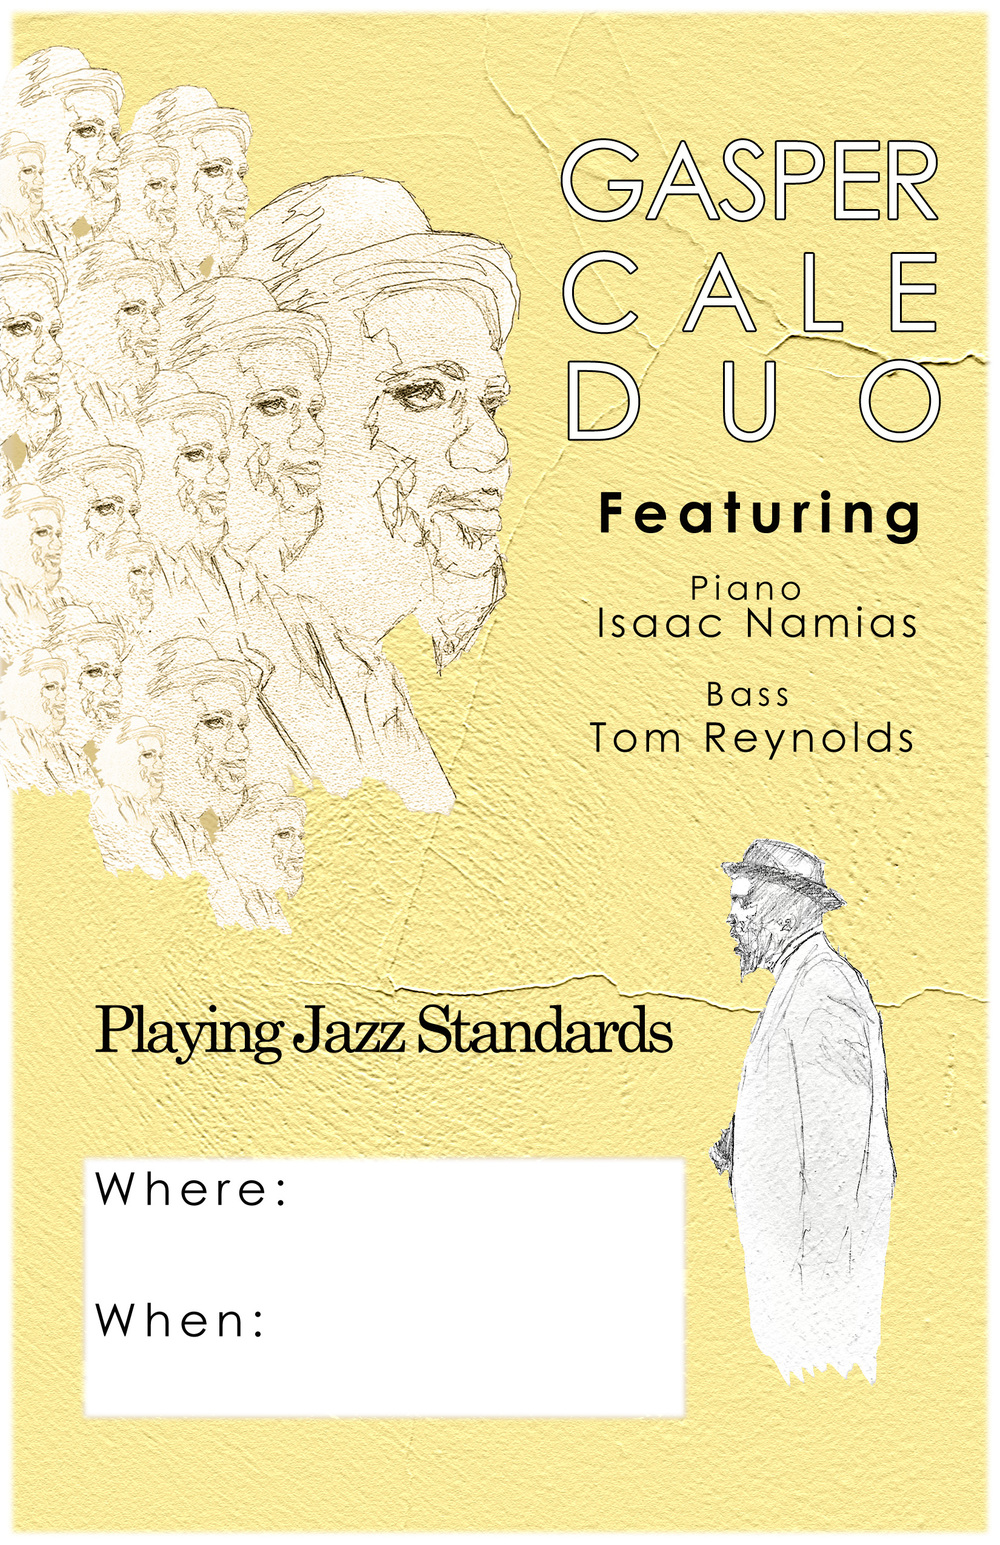 GASPER
CALE
DUO
Featuring
Piano
Isaac Namias
Bass
Tom Reynolds
Playing Jazz Standards
Where:
When: